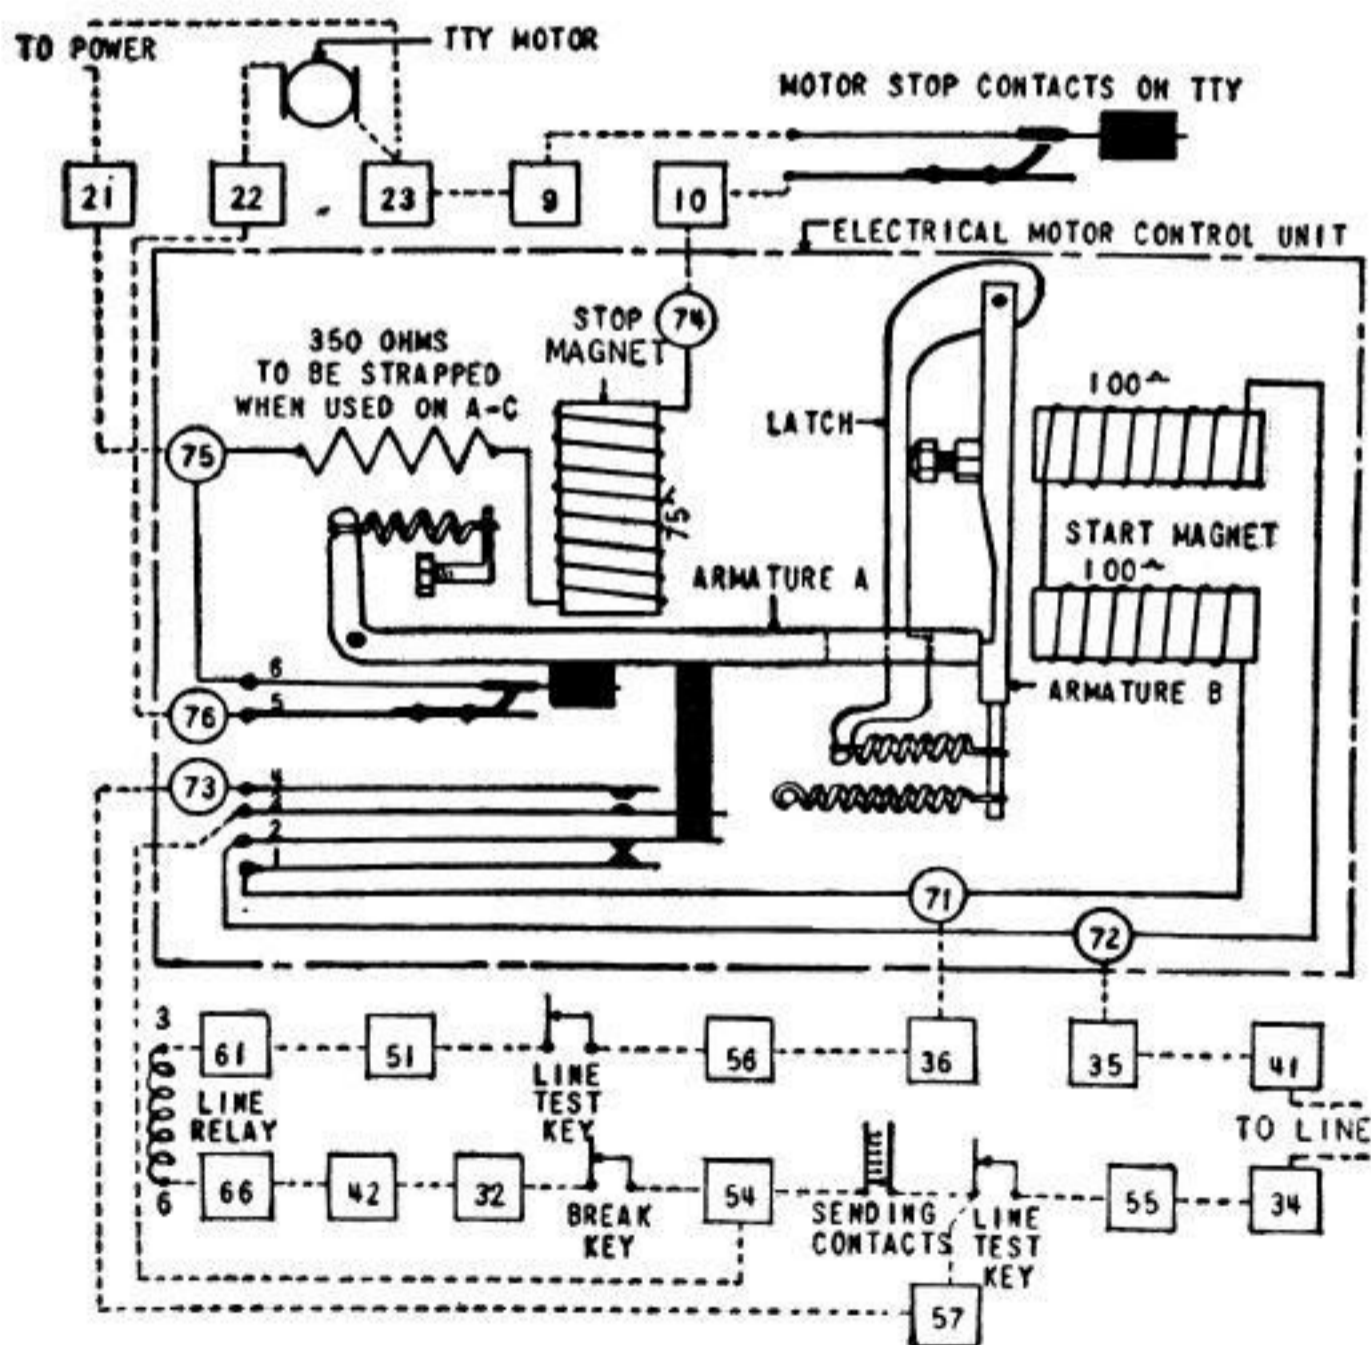 TO POWER
TTY MOTOR
MOTOR STOP CONTACTS ON TTY
21
22
23
9
10
ELECTRICAL MOTOR CONTROL UNIT
STOP
MAGNET
74
350 OHMS
TO BE STRAPPED
WHEN USED ON A-C
100~
LATCH
75
75~
START MAGNET
100~
ARMATURE A
6
ARMATURE B
76
5
73
4
3
2
1
71
72
3
61
51
LINE
TEST
KEY
56
36
35
41
LINE
RELAY
TO LINE
6
66
42
32
BREAK
KEY
54
SENDING
CONTACTS
LINE
TEST
KEY
55
34
57